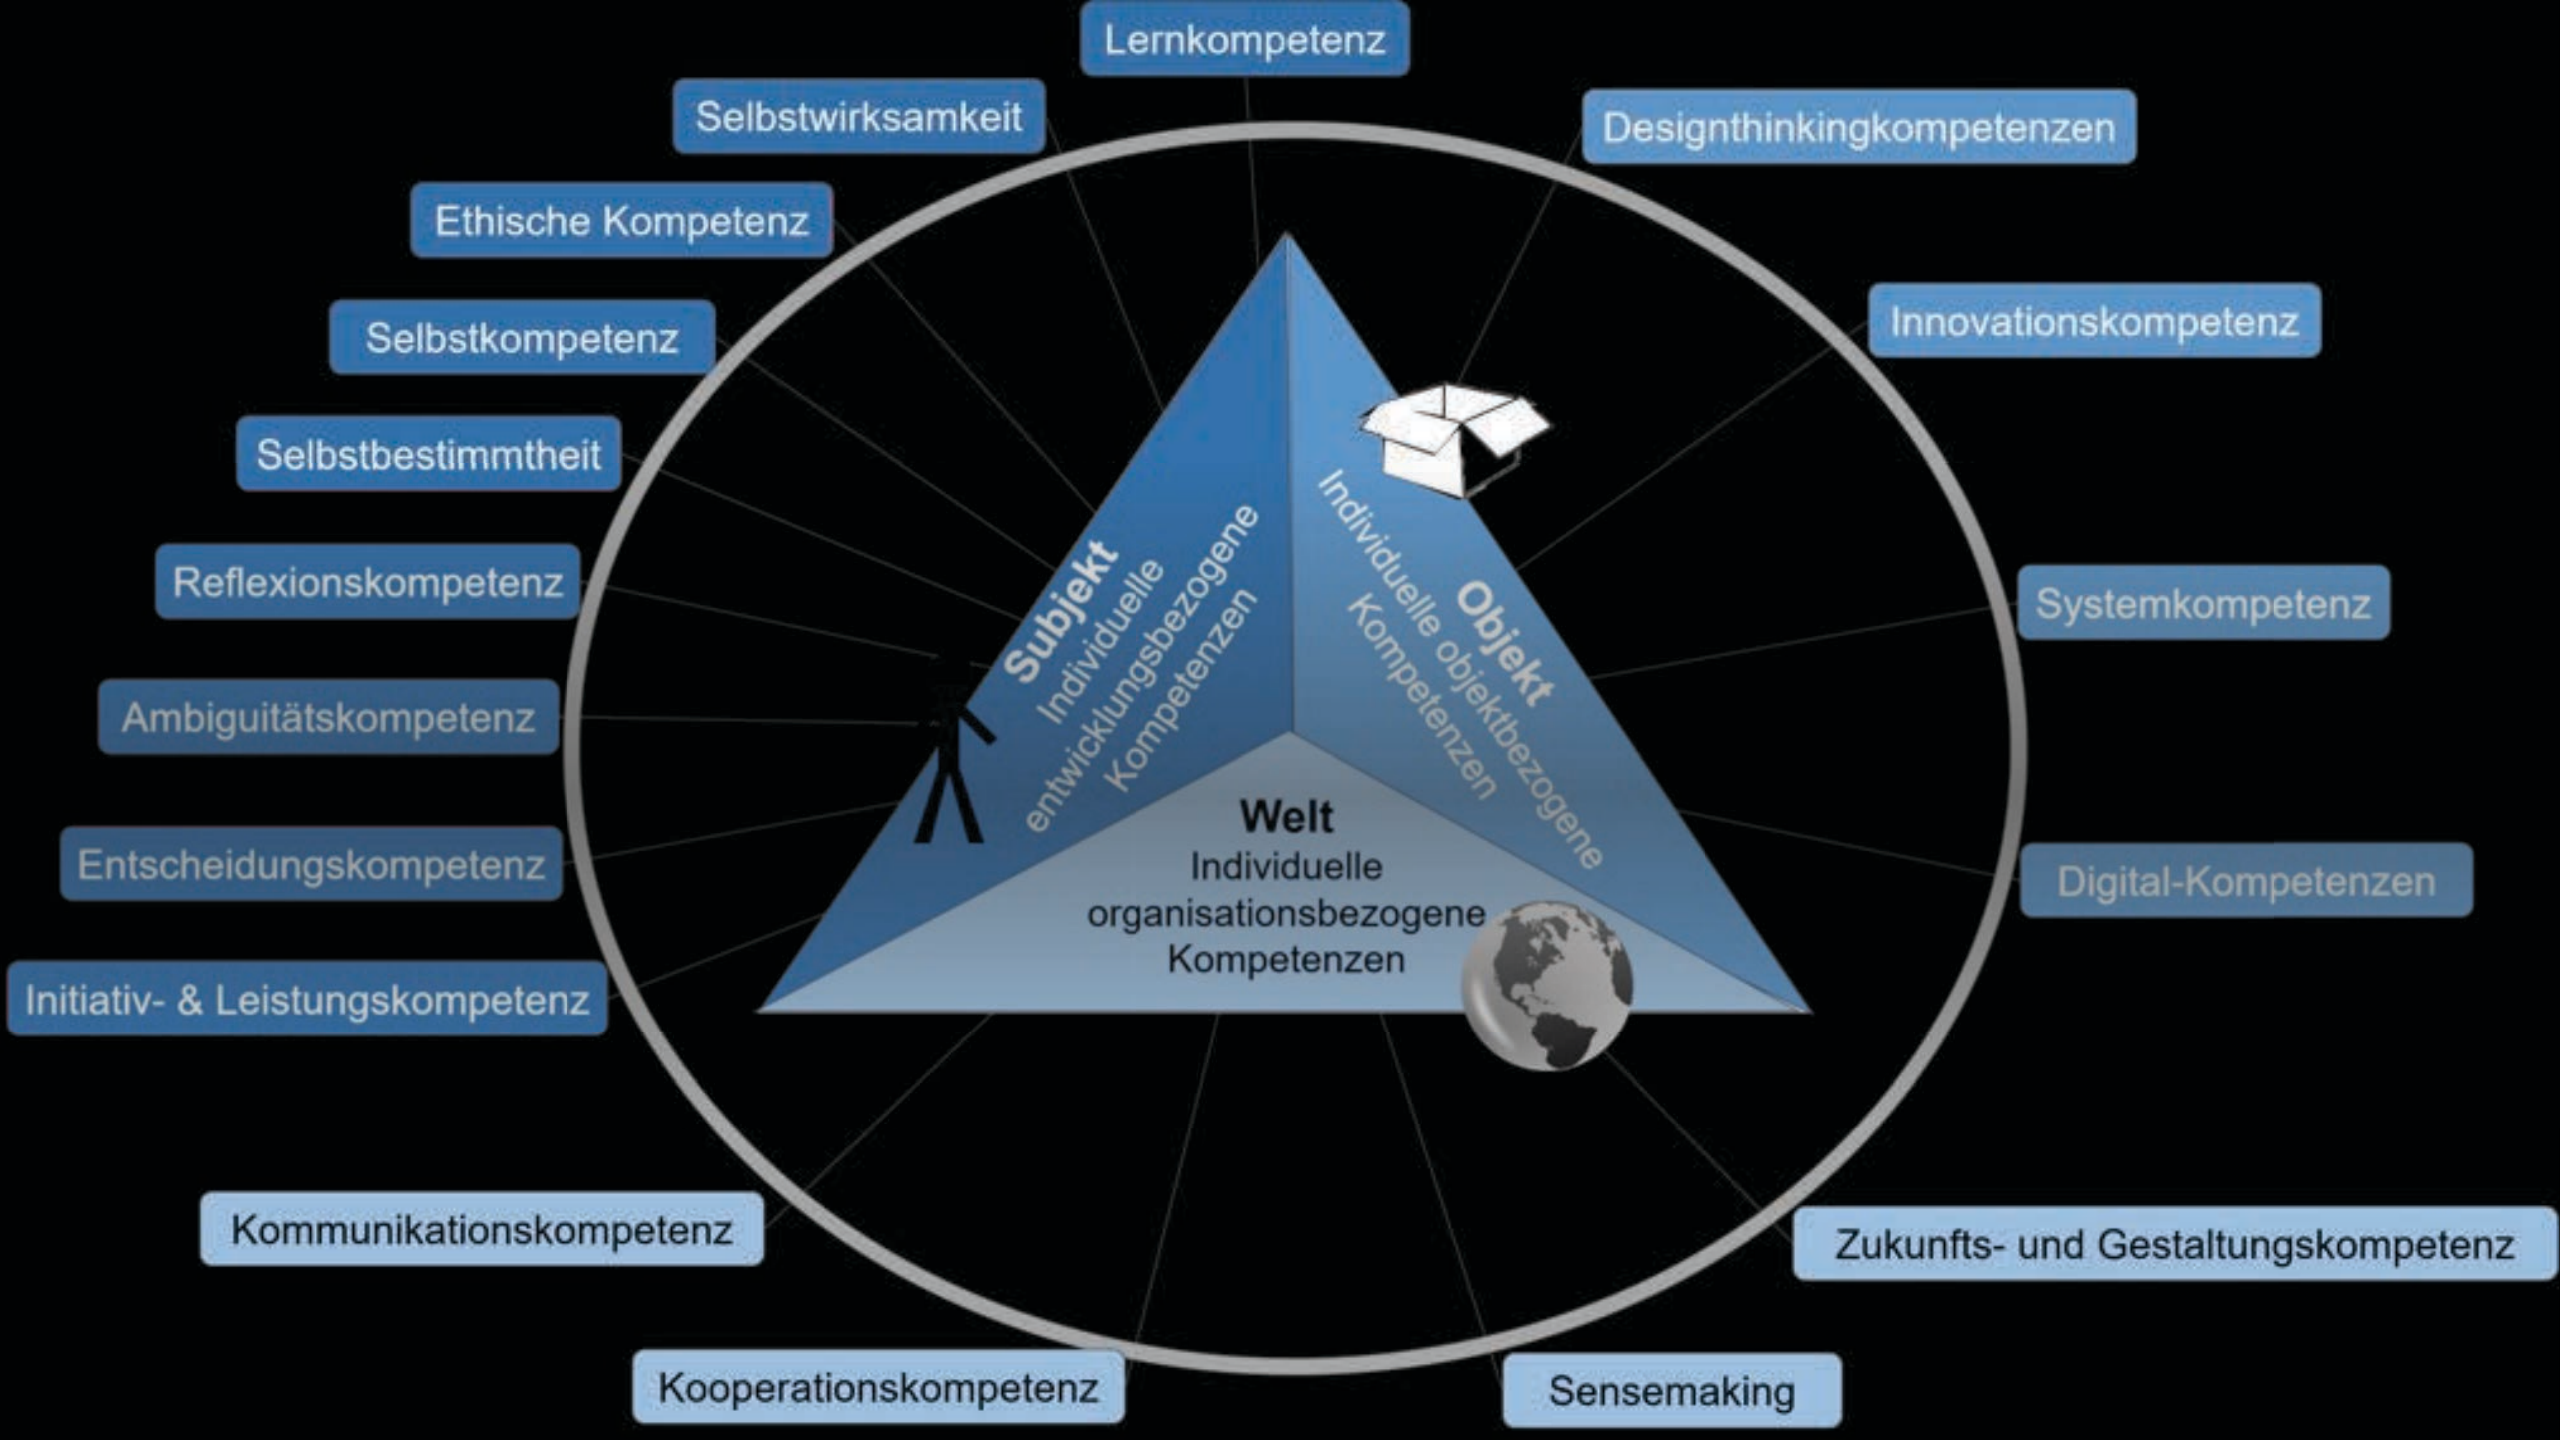 Lernkompetenz
Selbstwirksamkeit
Designthinkingkompetenzen
Ethische Kompetenz
Innovationskompetenz
Selbstkompetenz
Selbstbestimmtheit
Reflexionskompetenz
Systemkompetenz
Ambiguitätskompetenz
Entscheidungskompetenz
Digital-Kompetenzen
Initiativ- & Leistungskompetenz
Subjekt
Individuelle
entwicklungsbezogene
Kompetenzen
Objekt
Individuelle objektbezogene
Kompetenzen
Welt
Individuelle
organisationsbezogene
Kompetenzen
Kommunikationskompetenz
Zukunfts- und Gestaltungskompetenz
Kooperationskompetenz
Sensemaking